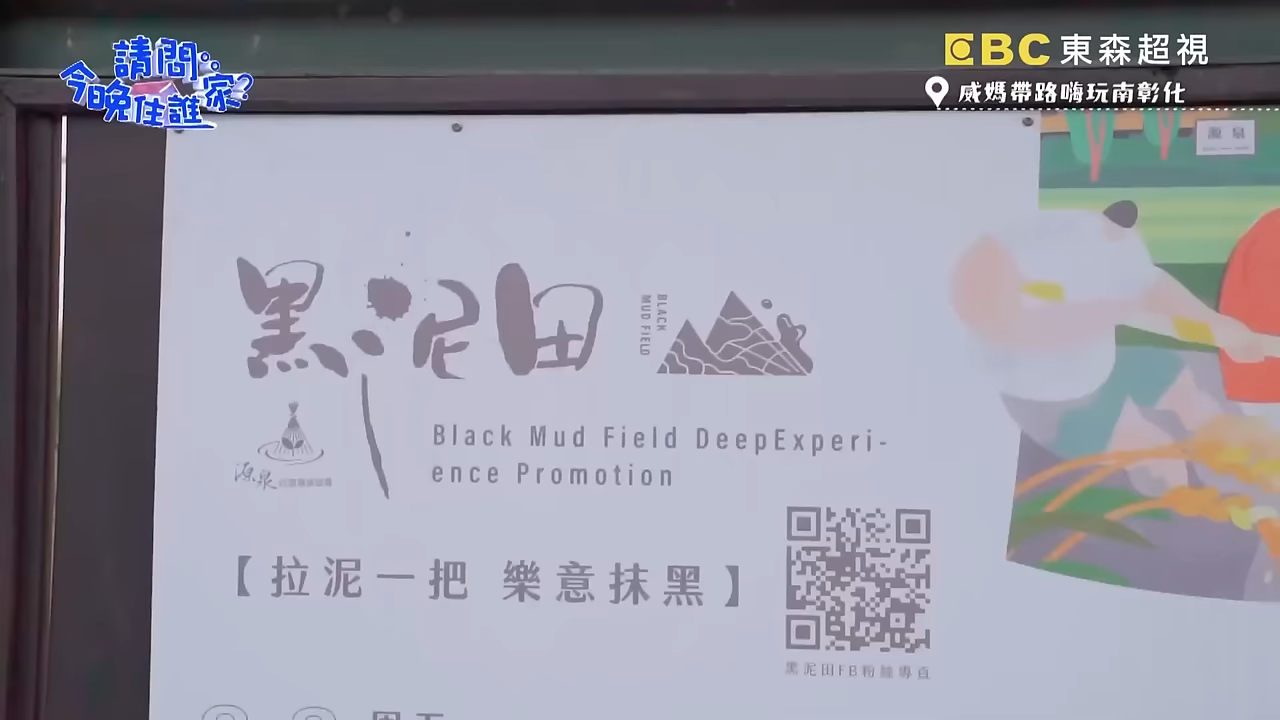 請問
今晚住誰家?
EBC 東森超視
威媽帶路嗨玩南彰化
源泉
黑泥田
BLACK
MUD FIELD
Black Mud Field DeepExperi-
ence Promotion
源泉
【拉泥一把 樂意抹黑】
黑泥田FB粉絲專頁